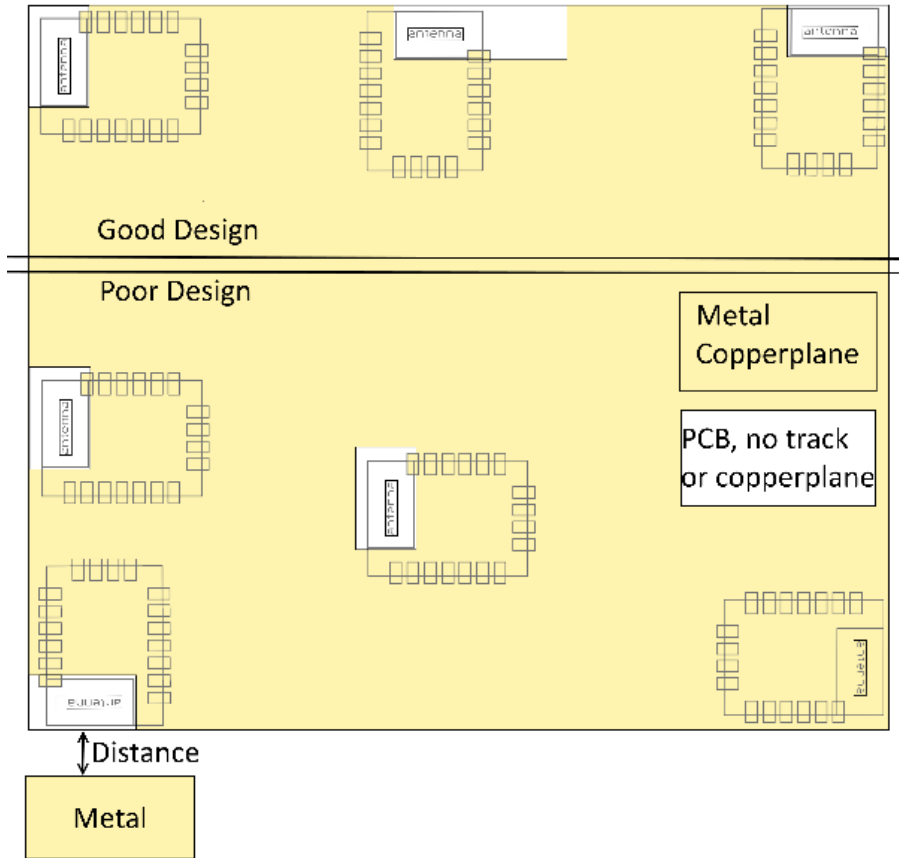 antenna
antenna
antenna
Good Design
Poor Design
Metal
Copperplane
PCB, no track
or copperplane
antenna
antenna
antenna
antenna
Distance
Metal